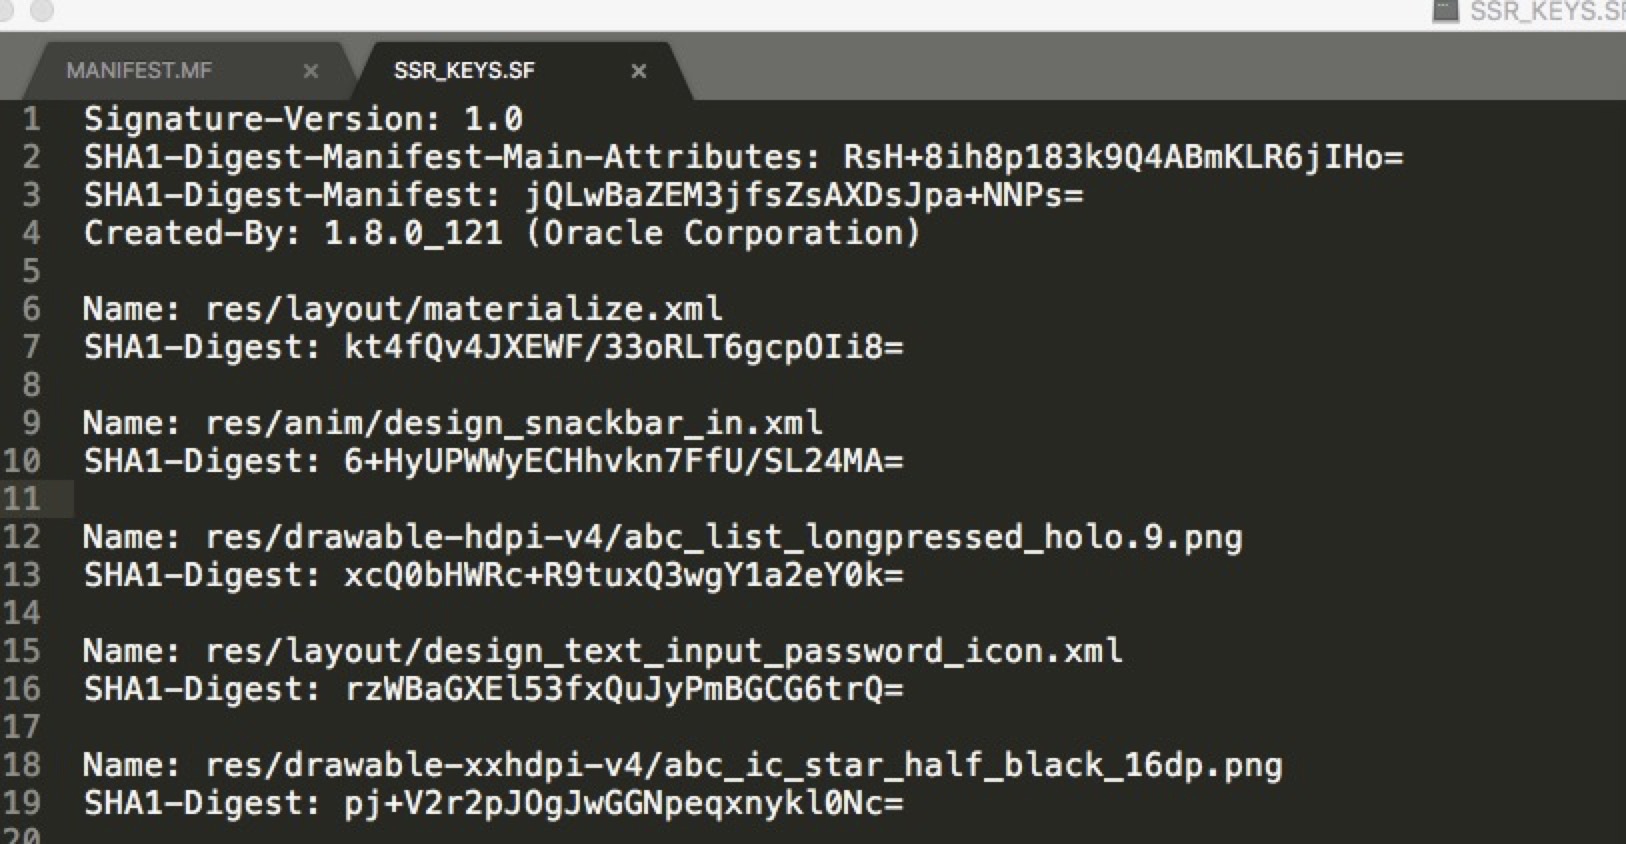 SSR_KEYS.SF
MANIFEST.MF
SSR_KEYS.SF
1 Signature-Version: 1.0
2 SHA1-Digest-Manifest-Main-Attributes: RsH+8ih8p183k9Q4ABmKLR6jIHo=
3 SHA1-Digest-Manifest: jQLwBaZEM3jfsZsAXDsJpa+NNPs=
4 Created-By: 1.8.0_121 (Oracle Corporation)
5
6 Name: res/layout/materialize.xml
7 SHA1-Digest: kt4fQv4JXEWF/33oRLT6gcpOIi8=
8
9 Name: res/anim/design_snackbar_in.xml
10 SHA1-Digest: 6+HyUPWWyECHhvkn7FfU/SL24MA=
11
12 Name: res/drawable-hdpi-v4/abc_list_longpressed_holo.9.png
13 SHA1-Digest: xcQ0bHWRc+R9tuxQ3wgY1a2eY0k=
14
15 Name: res/layout/design_text_input_password_icon.xml
16 SHA1-Digest: rzWBaGXEl53fxQuJyPmBGCG6trQ=
17
18 Name: res/drawable-xxhdpi-v4/abc_ic_star_half_black_16dp.png
19 SHA1-Digest: pj+V2r2pJOgJwGGNpeqxnykl0Nc=
20